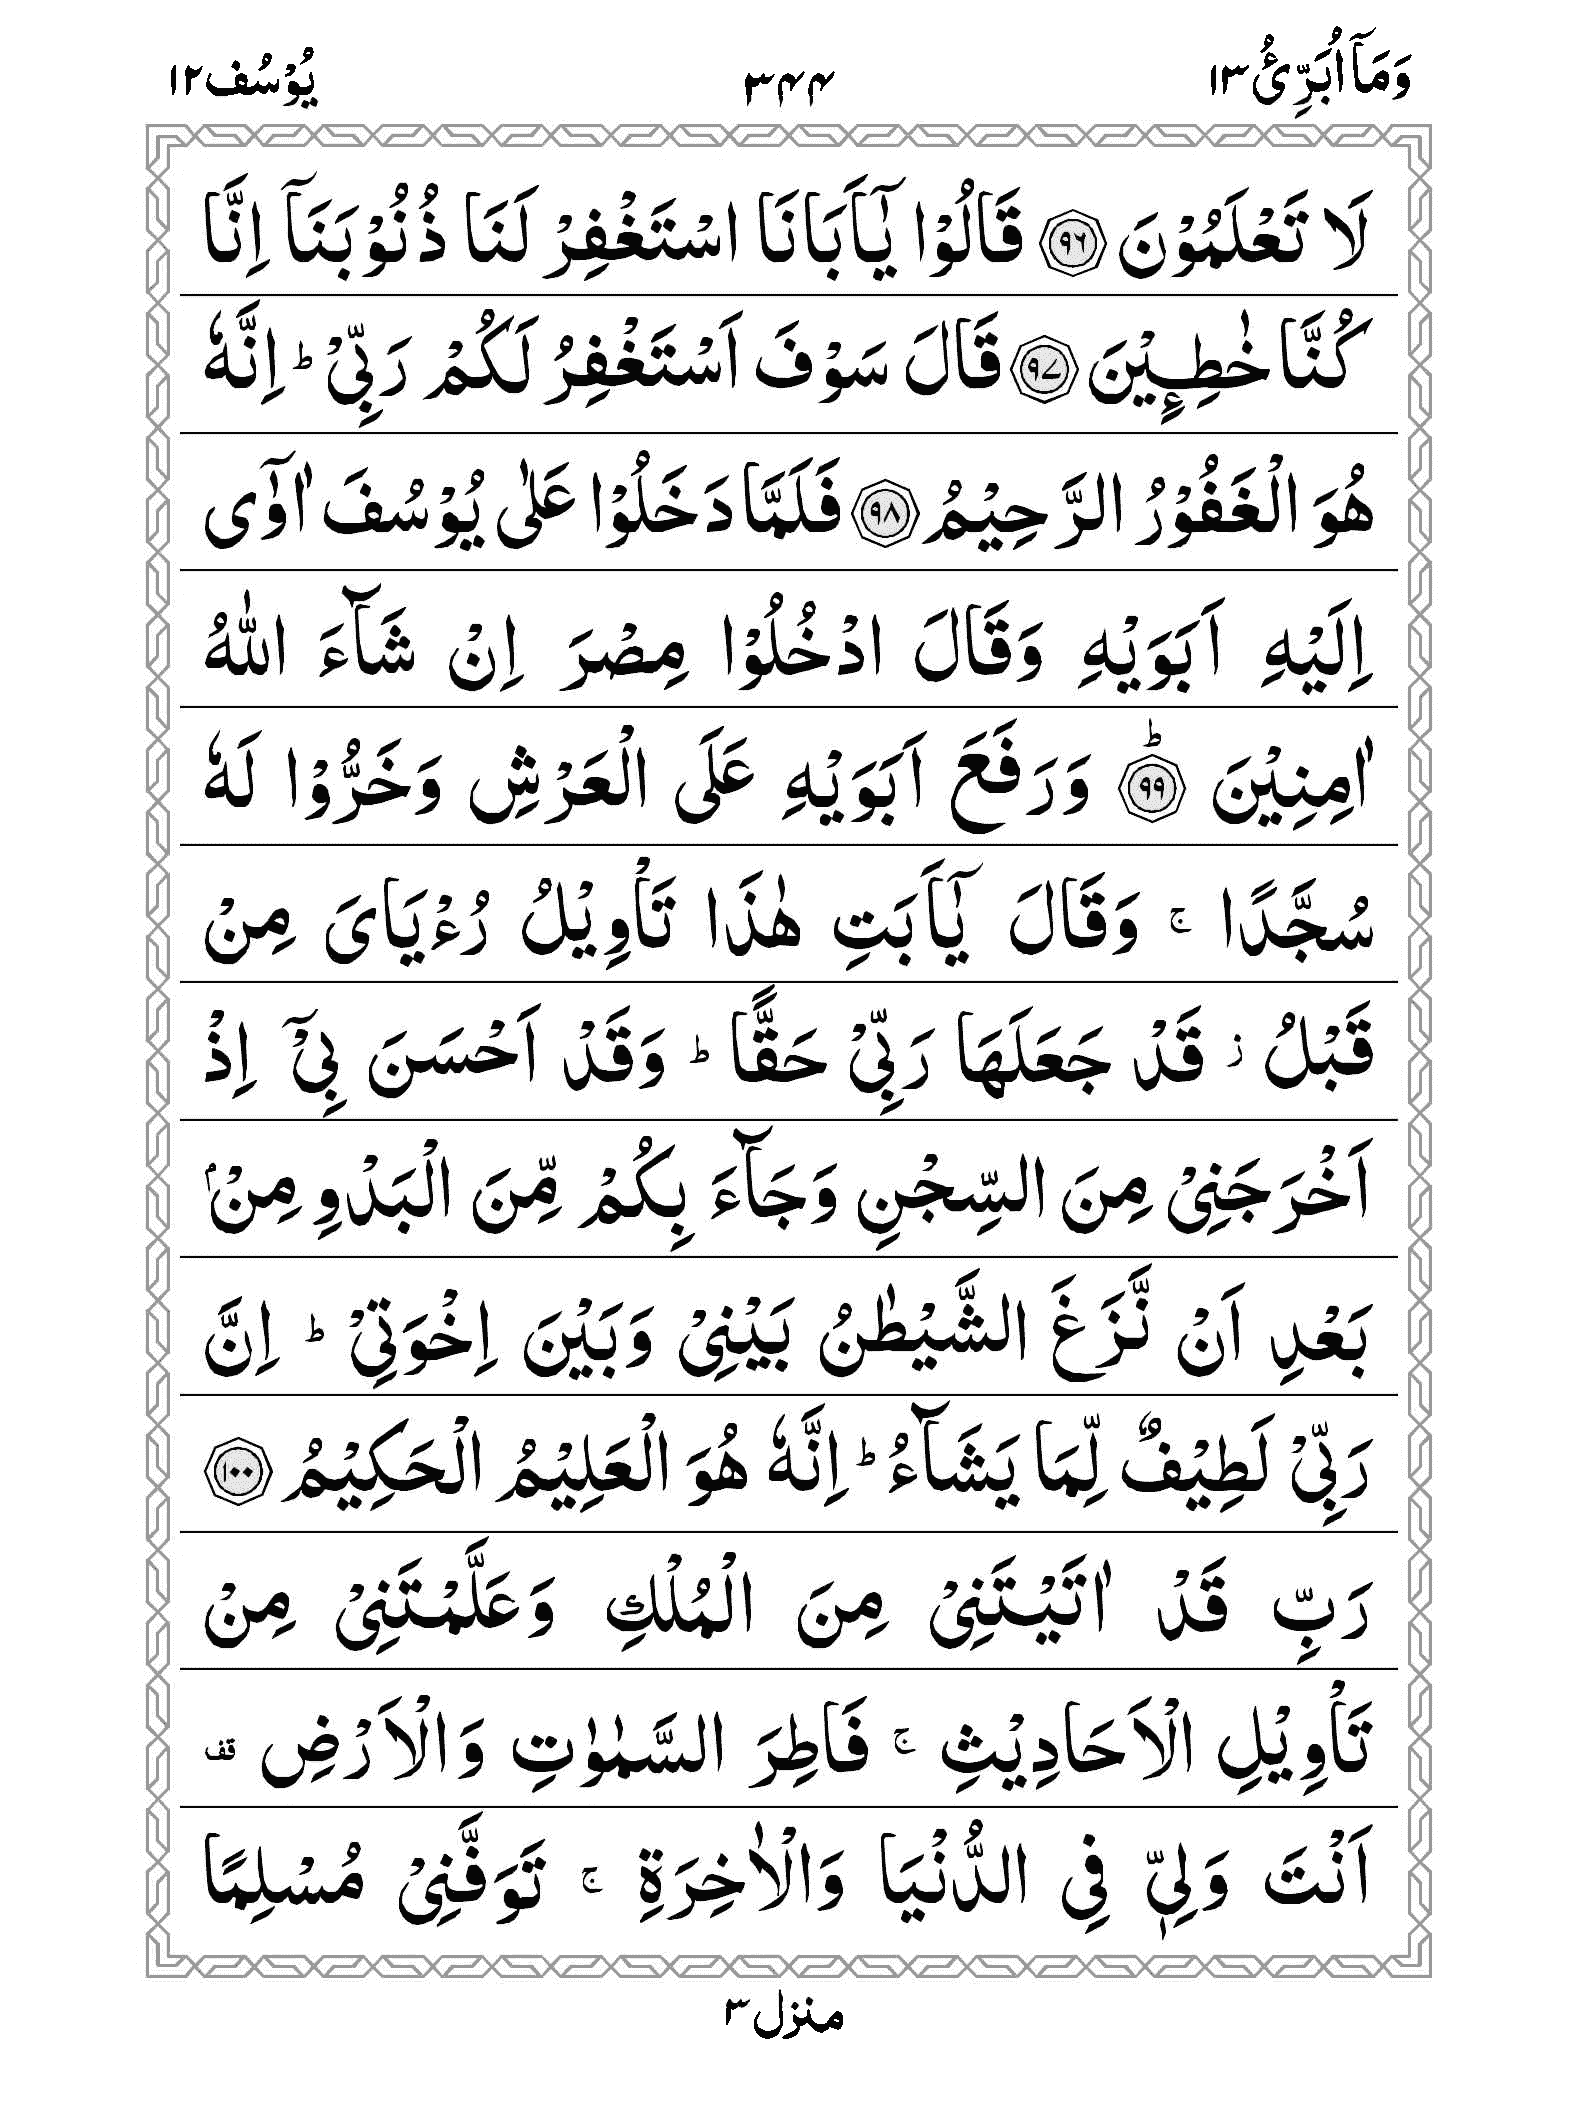 وَمَآ اُبَرِّئُ ١٣ ٣٤٤ يُوْسُف ١٢
لَا تَعْلَمُوْنَ ۝٩٦ قَالُوْا يٰٓاَبَانَا اسْتَغْفِرْ لَنَا ذُنُوْبَنَآ اِنَّا
كُنَّا خٰطِـِٕيْنَ ۝٩٧ قَالَ سَوْفَ اَسْتَغْفِرُ لَكُمْ رَبِّيْ ؕ اِنَّهٗ
هُوَ الْغَفُوْرُ الرَّحِيْمُ ۝٩٨ فَلَمَّا دَخَلُوْا عَلٰى يُوْسُفَ اٰوٰٓى
اِلَيْهِ اَبَوَيْهِ وَقَالَ ادْخُلُوْا مِصْرَ اِنْ شَآءَ اللّٰهُ
اٰمِنِيْنَ ؕ۝٩٩ وَرَفَعَ اَبَوَيْهِ عَلَى الْعَرْشِ وَخَرُّوْا لَهٗ
سُجَّدًا ۚ وَقَالَ يٰٓاَبَتِ هٰذَا تَاْوِيْلُ رُءْيَايَ مِنْ
قَبْلُ ز قَدْ جَعَلَهَا رَبِّيْ حَقًّا ؕ وَقَدْ اَحْسَنَ بِيْٓ اِذْ
اَخْرَجَنِيْ مِنَ السِّجْنِ وَجَآءَ بِكُمْ مِّنَ الْبَدْوِ مِنْۢ
بَعْدِ اَنْ نَّزَغَ الشَّيْطٰنُ بَيْنِيْ وَبَيْنَ اِخْوَتِيْ ؕ اِنَّ
رَبِّيْ لَطِيْفٌ لِّمَا يَشَآءُ ؕ اِنَّهٗ هُوَ الْعَلِيْمُ الْحَكِيْمُ ۝١٠٠
رَبِّ قَدْ اٰتَيْتَنِيْ مِنَ الْمُلْكِ وَعَلَّمْتَنِيْ مِنْ
تَاْوِيْلِ الْاَحَادِيْثِ ۚ فَاطِرَ السَّمٰوٰتِ وَالْاَرْضِ قف
اَنْتَ وَلِيّٖ فِي الدُّنْيَا وَالْاٰخِرَةِ ۚ تَوَفَّنِيْ مُسْلِمًا
منزل ٣